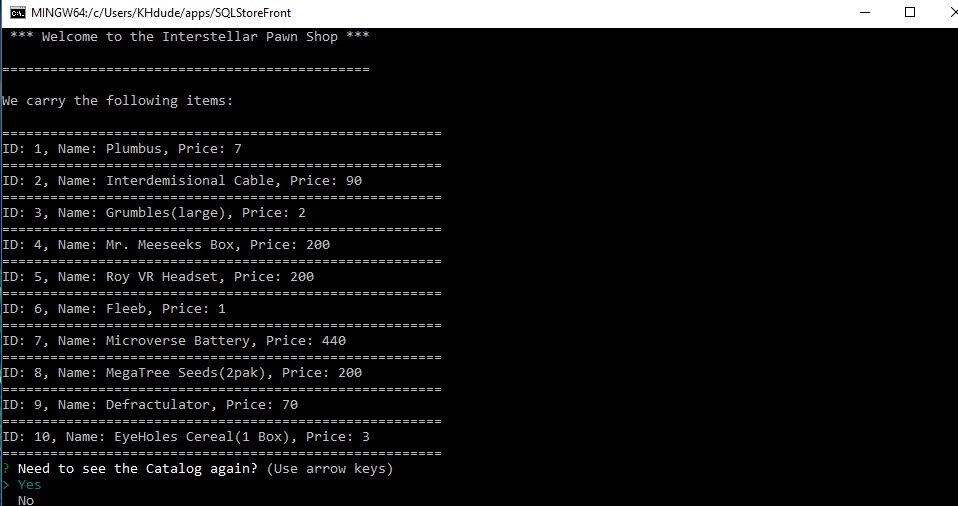 MINGW64:/c/Users/KHdude/apps/SQLStoreFront
*** Welcome to the Interstellar Pawn Shop ***
==============================================
We carry the following items:
=======================================================
ID: 1, Name: Plumbus, Price: 7
=======================================================
ID: 2, Name: Interdemisional Cable, Price: 90
=======================================================
ID: 3, Name: Grumbles(large), Price: 2
=======================================================
ID: 4, Name: Mr. Meeseeks Box, Price: 200
=======================================================
ID: 5, Name: Roy VR Headset, Price: 200
=======================================================
ID: 6, Name: Fleeb, Price: 1
=======================================================
ID: 7, Name: Microverse Battery, Price: 440
=======================================================
ID: 8, Name: MegaTree Seeds(2pak), Price: 200
=======================================================
ID: 9, Name: Defractulator, Price: 70
=======================================================
ID: 10, Name: EyeHoles Cereal(1 Box), Price: 3
=======================================================
? Need to see the Catalog again? (Use arrow keys)
> Yes
No